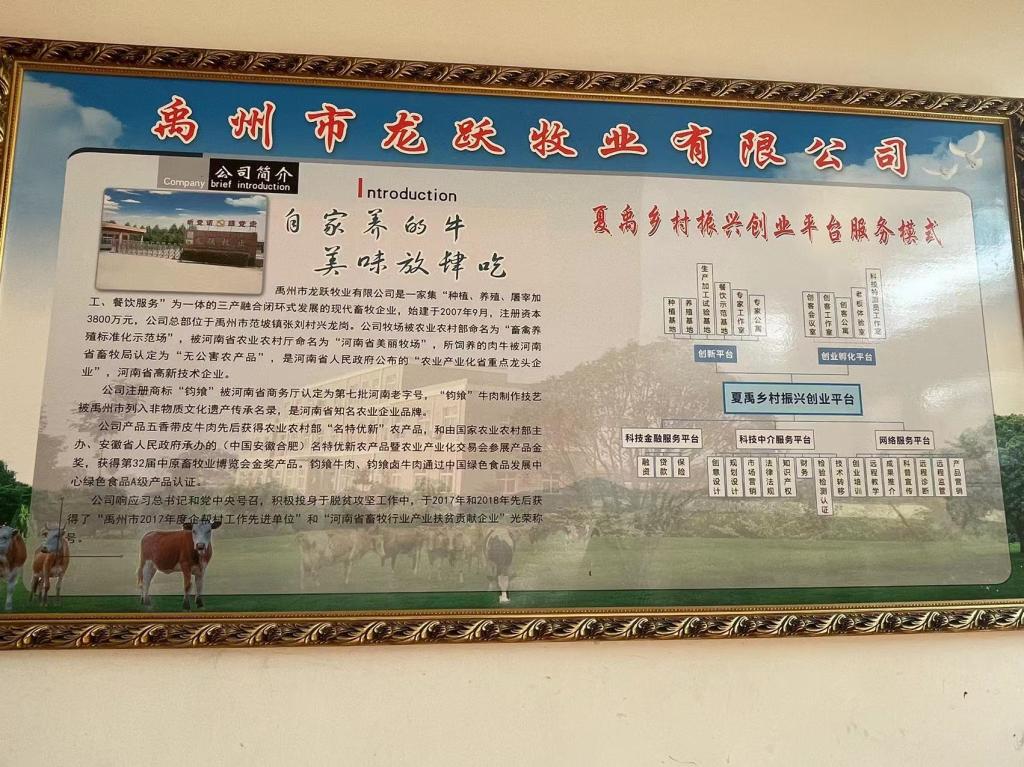 禹州市龙跃牧业有限公司
公司简介
Company brief introduction
Introduction
听党话 跟党走
自家养的牛
美味放肆吃
禹州市龙跃牧业有限公司是一家集“种植、养殖、屠宰加
工、餐饮服务”为一体的三产融合闭环式发展的现代畜牧企业，始建于2007年9月，注册资本
3800万元，公司总部位于禹州市范坡镇张刘村兴龙岗。公司牧场被农业农村部命名为“畜禽养
殖标准化示范场”，被河南省农业农村厅命名为“河南省美丽牧场”，所饲养的肉牛被河南
省畜牧局认定为“无公害农产品”，是河南省人民政府公布的“农业产业化省重点龙头企
业”，河南省高新技术企业。
公司注册商标“钧飨”被河南省商务厅认定为第七批河南老字号，“钧飨”牛肉制作技艺
被禹州市列入非物质文化遗产传承名录，是河南省知名农业企业品牌。
公司产品五香带皮牛肉先后获得农业农村部“名特优新”农产品，和由国家农业农村部主
办、安徽省人民政府承办的（中国安徽合肥）名特优新农产品暨农业产业化交易会参展产品金
奖，获得第32届中原畜牧业博览会金奖产品。钧飨牛肉、钧飨卤牛肉通过中国绿色食品发展中
心绿色食品A级产品认证。
公司响应习总书记和党中央号召，积极投身于脱贫攻坚工作中，于2017年和2018年先后获
得了“禹州市2017年度企帮村工作先进单位”和“河南省畜牧行业产业扶贫贡献企业”光荣称
号。
夏禹乡村振兴创业平台服务模式
种植基地
养殖基地
生产加工试验基地
餐饮示范基地
专家工作室
专家公寓
创客会议室
创客工作室
创客公寓
老板体验室
科技特派员工作室
创新平台
创业孵化平台
夏禹乡村振兴创业平台
科技金融服务平台
科技中介服务平台
网络服务平台
融资
贷款
保险
创意设计
规划设计
市场营销
法律法规
知识产权
财务
检验检测认证
技术转移
创业培训
远程教学
成果推介
科普宣传
远程诊断
远程监管
产品营销